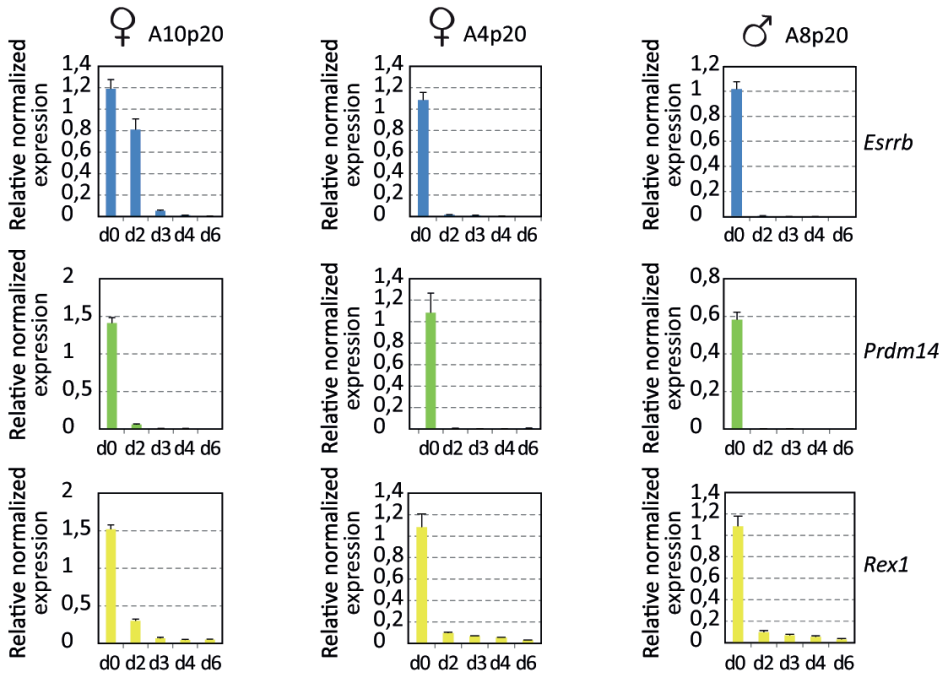 ♀ A10p20
♀ A4p20
♂ A8p20
Relative normalized
expression
1,4
1,2
1
0,8
0,6
0,4
0,2
0
d0 d2 d3 d4 d6
Relative normalized
expression
1,4
1,2
1
0,8
0,6
0,4
0,2
0
d0 d2 d3 d4 d6
Relative normalized
expression
1,2
1
0,8
0,6
0,4
0,2
0
d0 d2 d3 d4 d6
Esrrb
Relative normalized
expression
2
1,5
1
0,5
0
d0 d2 d3 d4 d6
Relative normalized
expression
1,4
1,2
1
0,8
0,6
0,4
0,2
0
d0 d2 d3 d4 d6
Relative normalized
expression
0,8
0,6
0,4
0,2
0
d0 d2 d3 d4 d6
Prdm14
Relative normalized
expression
2
1,5
1
0,5
0
d0 d2 d3 d4 d6
Relative normalized
expression
1,4
1,2
1
0,8
0,6
0,4
0,2
0
d0 d2 d3 d4 d6
Relative normalized
expression
1,4
1,2
1
0,8
0,6
0,4
0,2
0
d0 d2 d3 d4 d6
Rex1